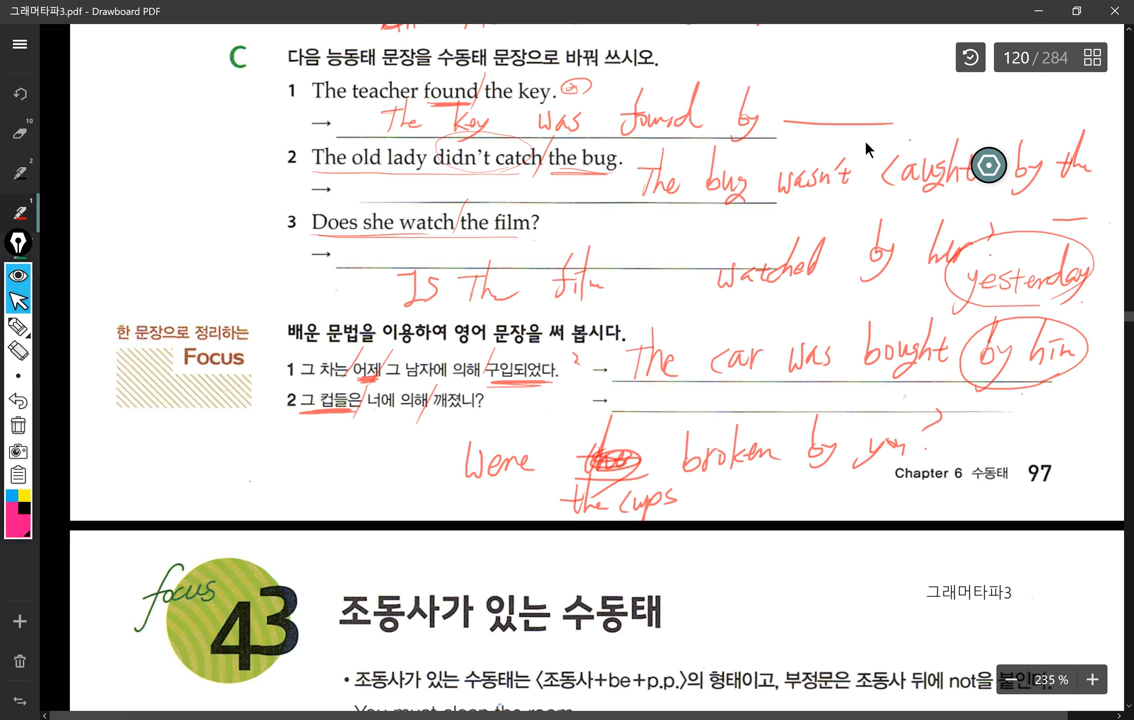 그래머타파3.pdf - Drawboard PDF
120 / 284
C 다음 능동태 문장을 수동태 문장으로 바꿔 쓰시오.
1 The teacher found the key.
→ The key was found by
2 The old lady didn't catch the bug.
→ The bug wasn't caught by the
3 Does she watch the film?
→ Is the film watched by her?
yesterday
한 문장으로 정리하는
Focus
배운 문법을 이용하여 영어 문장을 써 봅시다.
1 그 차는 어제 그 남자에 의해 구입되었다. → The car was bought by him
2 그 컵들은 너에 의해 깨졌니? →
Were broken by you?
the cups
Chapter 6 수동태 97
focus
43
조동사가 있는 수동태
그래머타파3
• 조동사가 있는 수동태는 〈조동사+be+p.p.〉의 형태이고, 부정문은 조동사 뒤에 not을
You must clean the room.
235 %
10
2
1